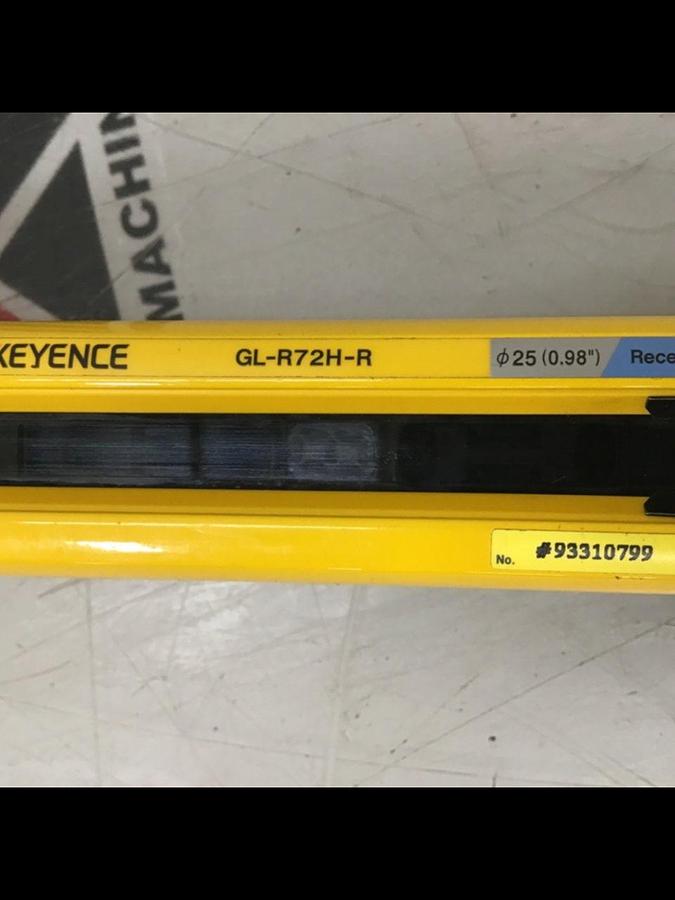 MACHIN
KEYENCE GL-R72H-R ϕ25 (0.98") Rece
No. #93310799